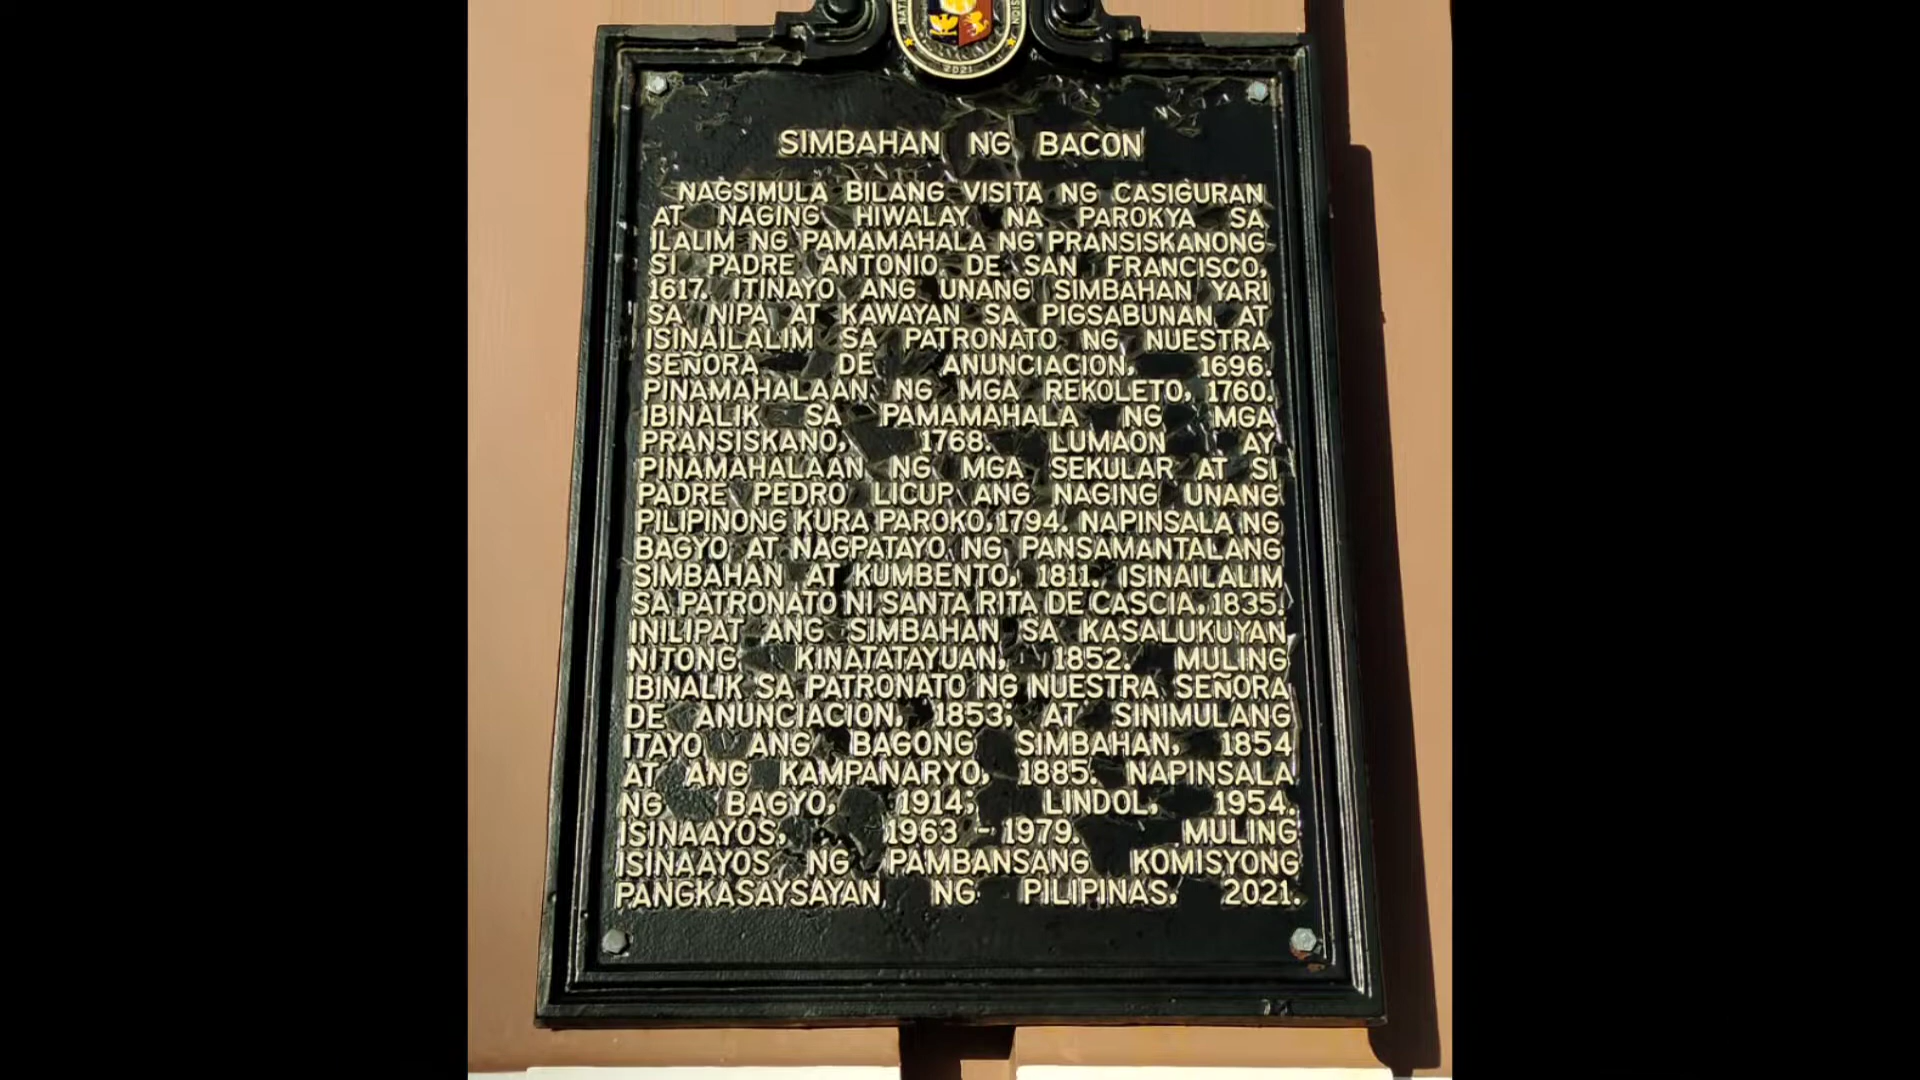 2021
SIMBAHAN NG BACON
NAGSIMULA BILANG VISITA NG CASIGURAN
AT NAGING HIWALAY NA PAROKYA SA
ILALIM NG PAMAMAHALA NG PRANSISKANONG
SI PADRE ANTONIO DE SAN FRANCISCO,
1617. ITINAYO ANG UNANG SIMBAHAN YARI
SA NIPA AT KAWAYAN SA PIGSABUNAN AT
ISINAILALIM SA PATRONATO NG NUESTRA
SEÑORA DE ANUNCIACION, 1696.
PINAMAHALAAN NG MGA REKOLETO, 1760.
IBINALIK SA PAMAMAHALA NG MGA
PRANSISKANO, 1768. LUMAON AY
PINAMAHALAAN NG MGA SEKULAR AT SI
PADRE PEDRO LICUP ANG NAGING UNANG
PILIPINONG KURA PAROKO, 1794. NAPINSALA NG
BAGYO AT NAGPATAYO NG PANSAMANTALANG
SIMBAHAN AT KUMBENTO, 1811. ISINAILALIM
SA PATRONATO NI SANTA RITA DE CASCIA, 1835.
INILIPAT ANG SIMBAHAN SA KASALUKUYAN
NITONG KINATATAYUAN, 1852. MULING
IBINALIK SA PATRONATO NG NUESTRA SEÑORA
DE ANUNCIACION, 1853; AT SINIMULANG
ITAYO ANG BAGONG SIMBAHAN, 1854
AT ANG KAMPANARYO, 1885. NAPINSALA
NG BAGYO, 1914; LINDOL, 1954.
ISINAAYOS, 1963 - 1979. MULING
ISINAAYOS NG PAMBANSANG KOMISYONG
PANGKASAYSAYAN NG PILIPINAS, 2021.